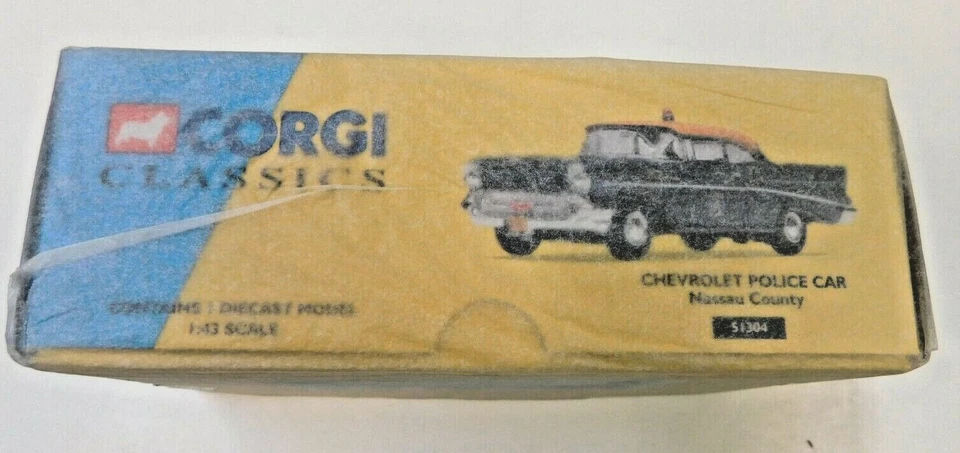 CORGI
CLASSICS
CONTAINS 1 DIECAST MODEL
1:43 SCALE
CHEVROLET POLICE CAR
Nassau County
51304